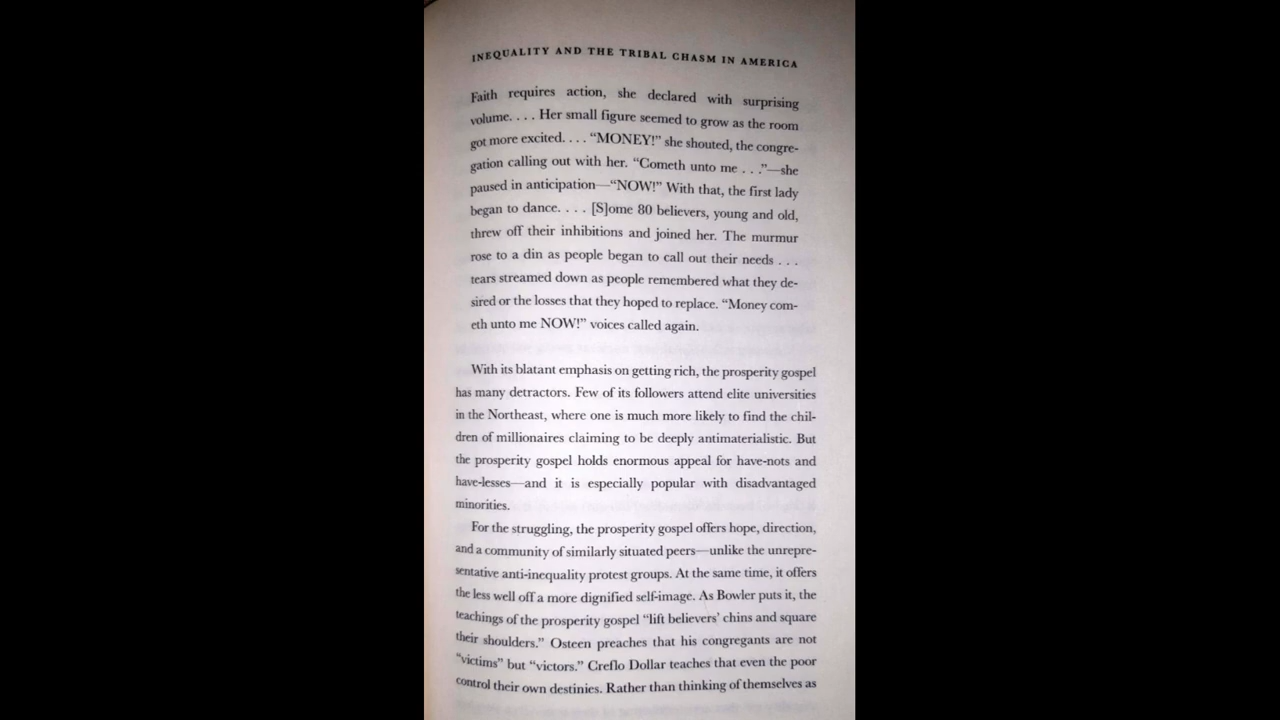 INEQUALITY AND THE TRIBAL CHASM IN AMERICA
Faith requires action, she declared with surprising
volume. . . . Her small figure seemed to grow as the room
got more excited. . . . “MONEY!” she shouted, the congre-
gation calling out with her. “Cometh unto me . . .”—she
paused in anticipation—“NOW!” With that, the first lady
began to dance. . . . [S]ome 80 believers, young and old,
threw off their inhibitions and joined her. The murmur
rose to a din as people began to call out their needs . . .
tears streamed down as people remembered what they de-
sired or the losses that they hoped to replace. “Money com-
eth unto me NOW!” voices called again.
With its blatant emphasis on getting rich, the prosperity gospel
has many detractors. Few of its followers attend elite universities
in the Northeast, where one is much more likely to find the chil-
dren of millionaires claiming to be deeply antimaterialistic. But
the prosperity gospel holds enormous appeal for have-nots and
have-lesses—and it is especially popular with disadvantaged
minorities.
For the struggling, the prosperity gospel offers hope, direction,
and a community of similarly situated peers—unlike the unrepre-
sentative anti-inequality protest groups. At the same time, it offers
the less well off a more dignified self-image. As Bowler puts it, the
teachings of the prosperity gospel “lift believers’ chins and square
their shoulders.” Osteen preaches that his congregants are not
“victims” but “victors.” Creflo Dollar teaches that even the poor
control their own destinies. Rather than thinking of themselves as